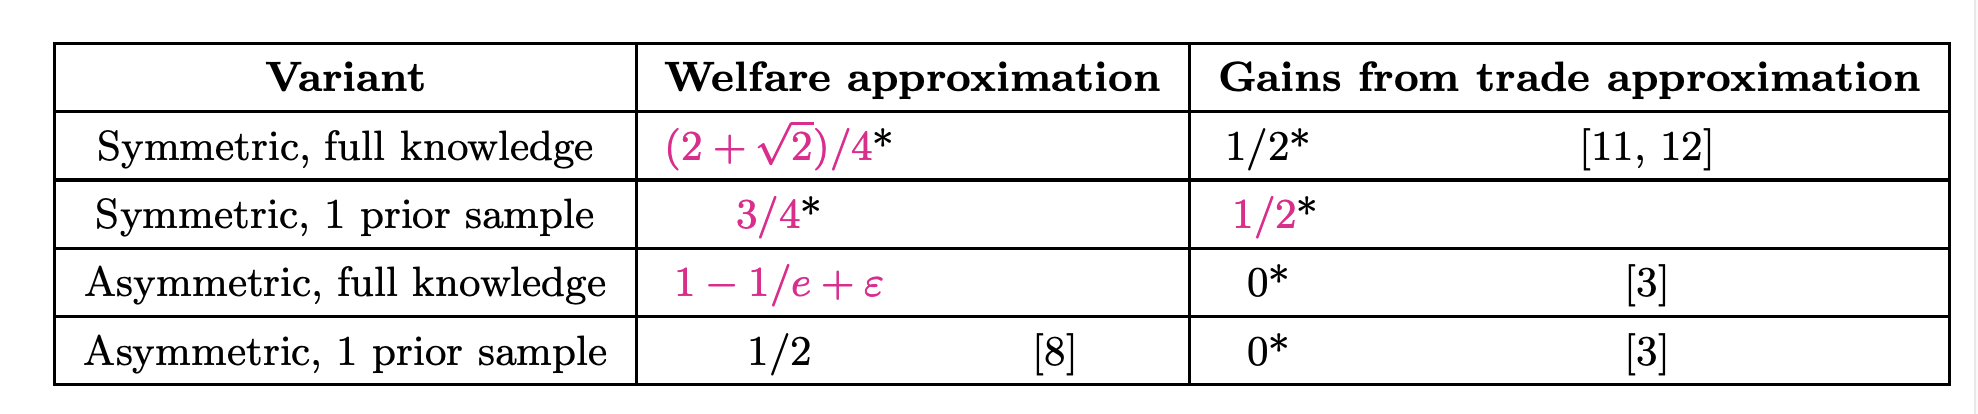 Variant Welfare approximation Gains from trade approximation
Symmetric, full knowledge (2 + √2)/4* 1/2* [11, 12]
Symmetric, 1 prior sample 3/4* 1/2*
Asymmetric, full knowledge 1 − 1/e + ε 0* [3]
Asymmetric, 1 prior sample 1/2 [8] 0* [3]